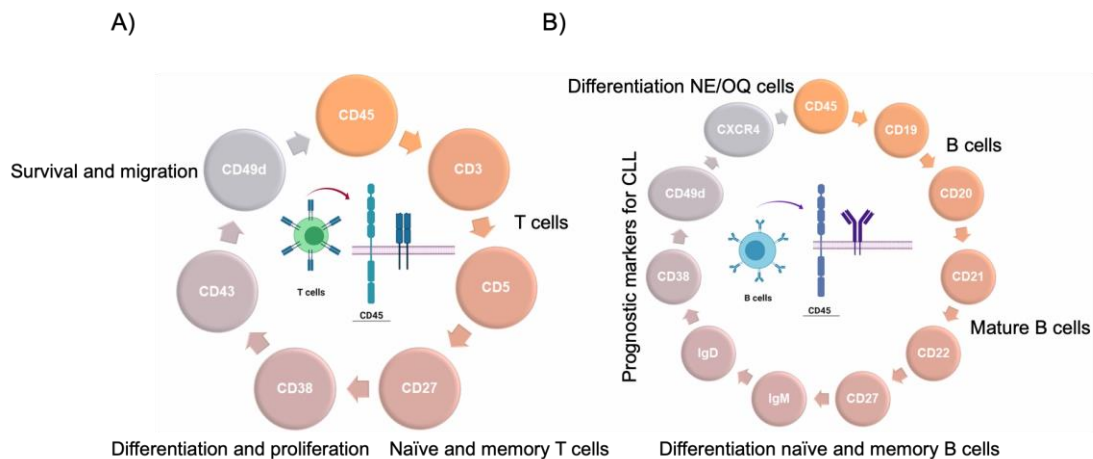 A)
CD45
CD3
T cells
CD5
CD27
Naïve and memory T cells
CD38
Differentiation and proliferation
CD43
CD49d
Survival and migration
T cells
CD45
B)
Differentiation NE/OQ cells
CD45
CD19
B cells
CD20
CD21
Mature B cells
CD22
CD27
Differentiation naïve and memory B cells
IgM
IgD
CD38
CD49d
CXCR4
Prognostic markers for CLL
B cells
CD45